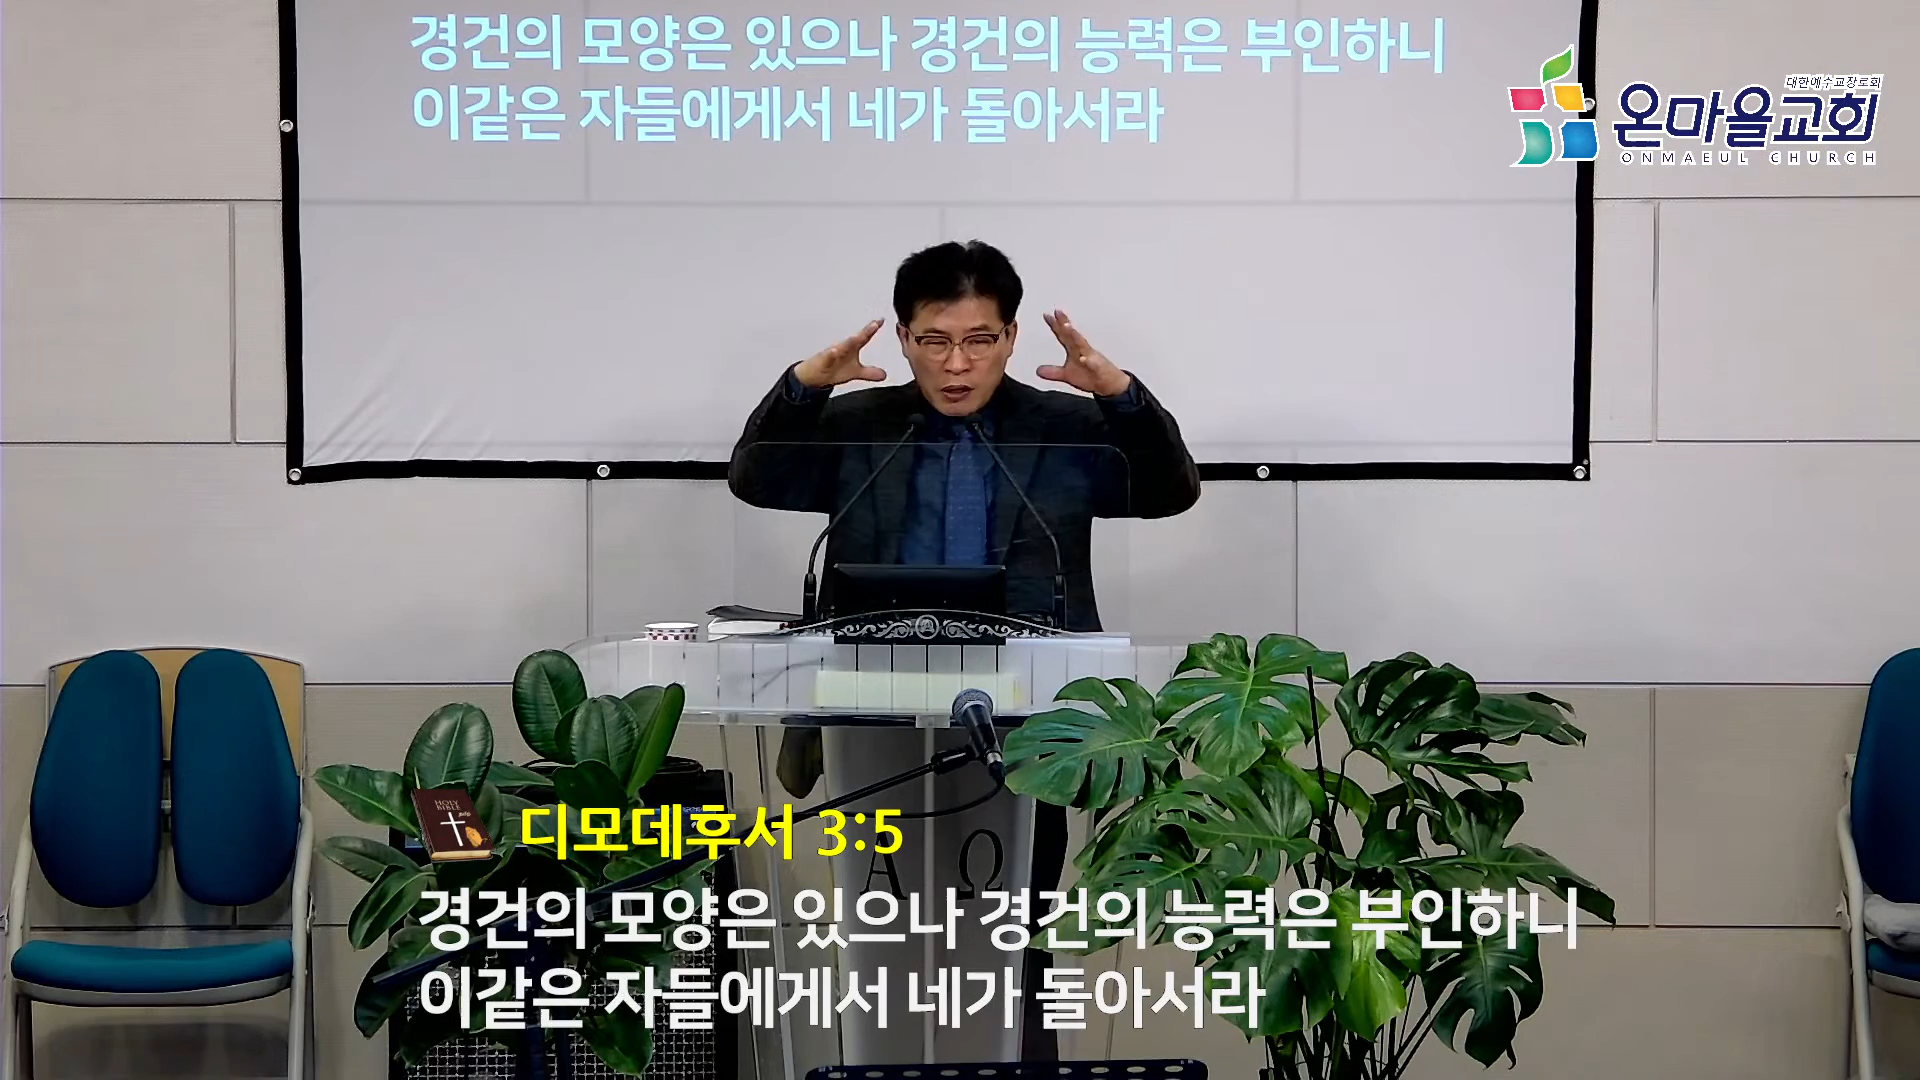 경건의 모양은 있으나 경건의 능력은 부인하니
이같은 자들에게서 네가 돌아서라
대한예수교장로회
온마을교회
ONMAEUL CHURCH
HOLY
BIBLE
디모데후서 3:5
Α Ω
경건의 모양은 있으나 경건의 능력은 부인하니
이같은 자들에게서 네가 돌아서라